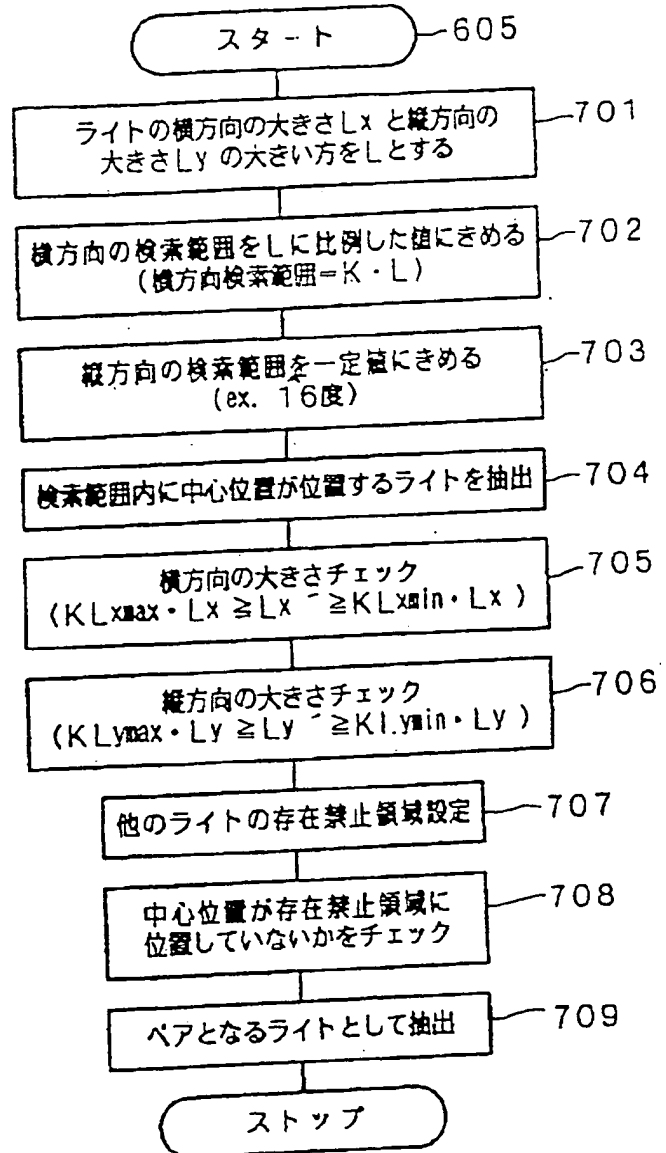 スタート
605
ライトの横方向の大きさLx と縦方向の
大きさLy の大きい方をLとする
701
横方向の検索範囲をLに比例した値にきめる
(横方向検索範囲=K・L)
702
縦方向の検索範囲を一定値にきめる
(ex. 16度)
703
検索範囲内に中心位置が位置するライトを抽出
704
横方向の大きさチェック
(KLxmax・Lx ≧Lx ´ ≧KLxmin・Lx )
705
縦方向の大きさチェック
(KLymax・Ly ≧Ly ´ ≧KLymin・Ly )
706
他のライトの存在禁止領域設定
707
中心位置が存在禁止領域に
位置していないかをチェック
708
ペアとなるライトとして抽出
709
ストップ